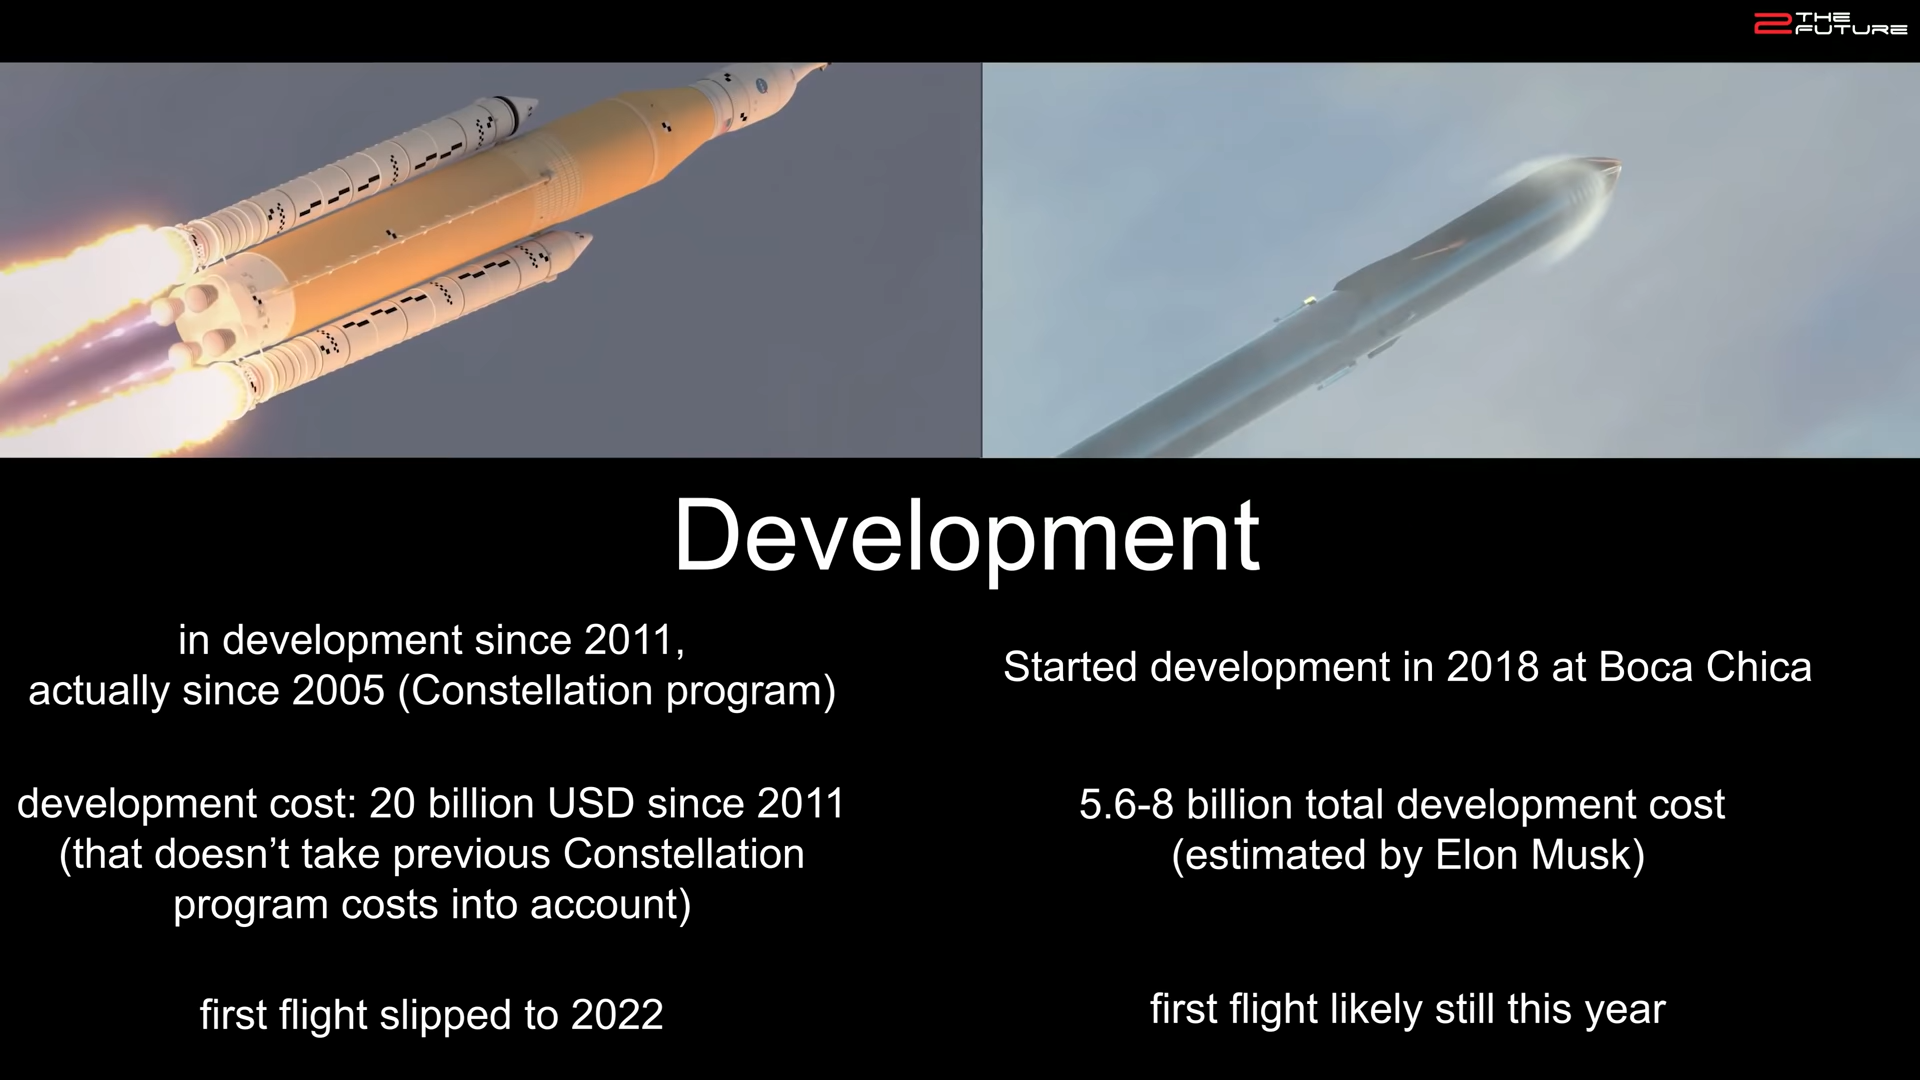 2 THE
FUTURE
Development
in development since 2011,
actually since 2005 (Constellation program)
development cost: 20 billion USD since 2011
(that doesn’t take previous Constellation
program costs into account)
first flight slipped to 2022
Started development in 2018 at Boca Chica
5.6-8 billion total development cost
(estimated by Elon Musk)
first flight likely still this year